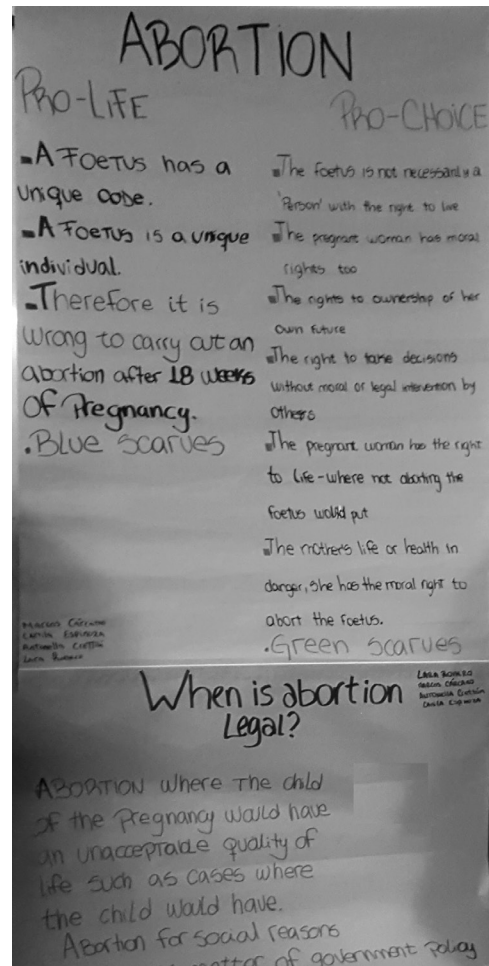 ABORTION
PRO-LIFE
A FOETUS has a
unique CODE.
A FOETUS IS a unique
individual.
Therefore it is
wrong to carry out an
abortion after 18 weeks
OF Pregnancy.
Blue scarves
PRO-CHOICE
The foetus is not necessarily a
'Person' with the right to live
The pregnant woman has moral
rights too
The rights to ownership of her
own future
The right to take decisions
without moral or legal intervention by
others
The pregnant woman has the right
to life - where not aborting the
foetus would put
The mother's life or health in
danger, she has the moral right to
abort the foetus.
Green scarves
When is abortion
Legal?
LARA ROMERO
ABORTION where The child
of the Pregnancy would have
an unacceptable quality of
life such as cases where
the child would have.
Abortion for social reasons
matter of government policy